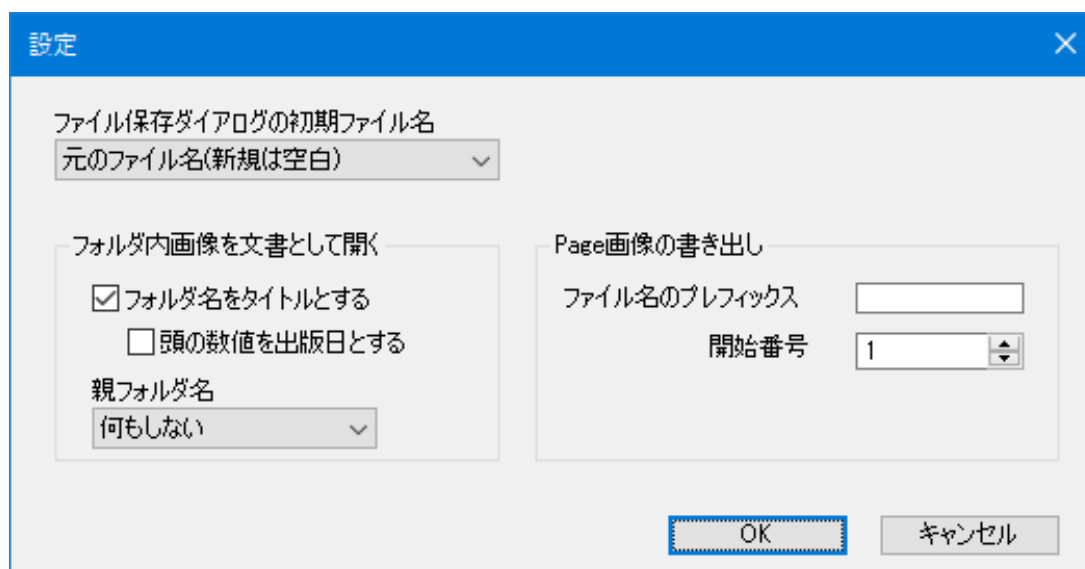 設定
ファイル保存ダイアログの初期ファイル名
元のファイル名(新規は空白)
フォルダ内画像を文書として開く
フォルダ名をタイトルとする
頭の数値を出版日とする
親フォルダ名
何もしない
Page画像の書き出し
ファイル名のプレフィックス
開始番号 1
OK キャンセル